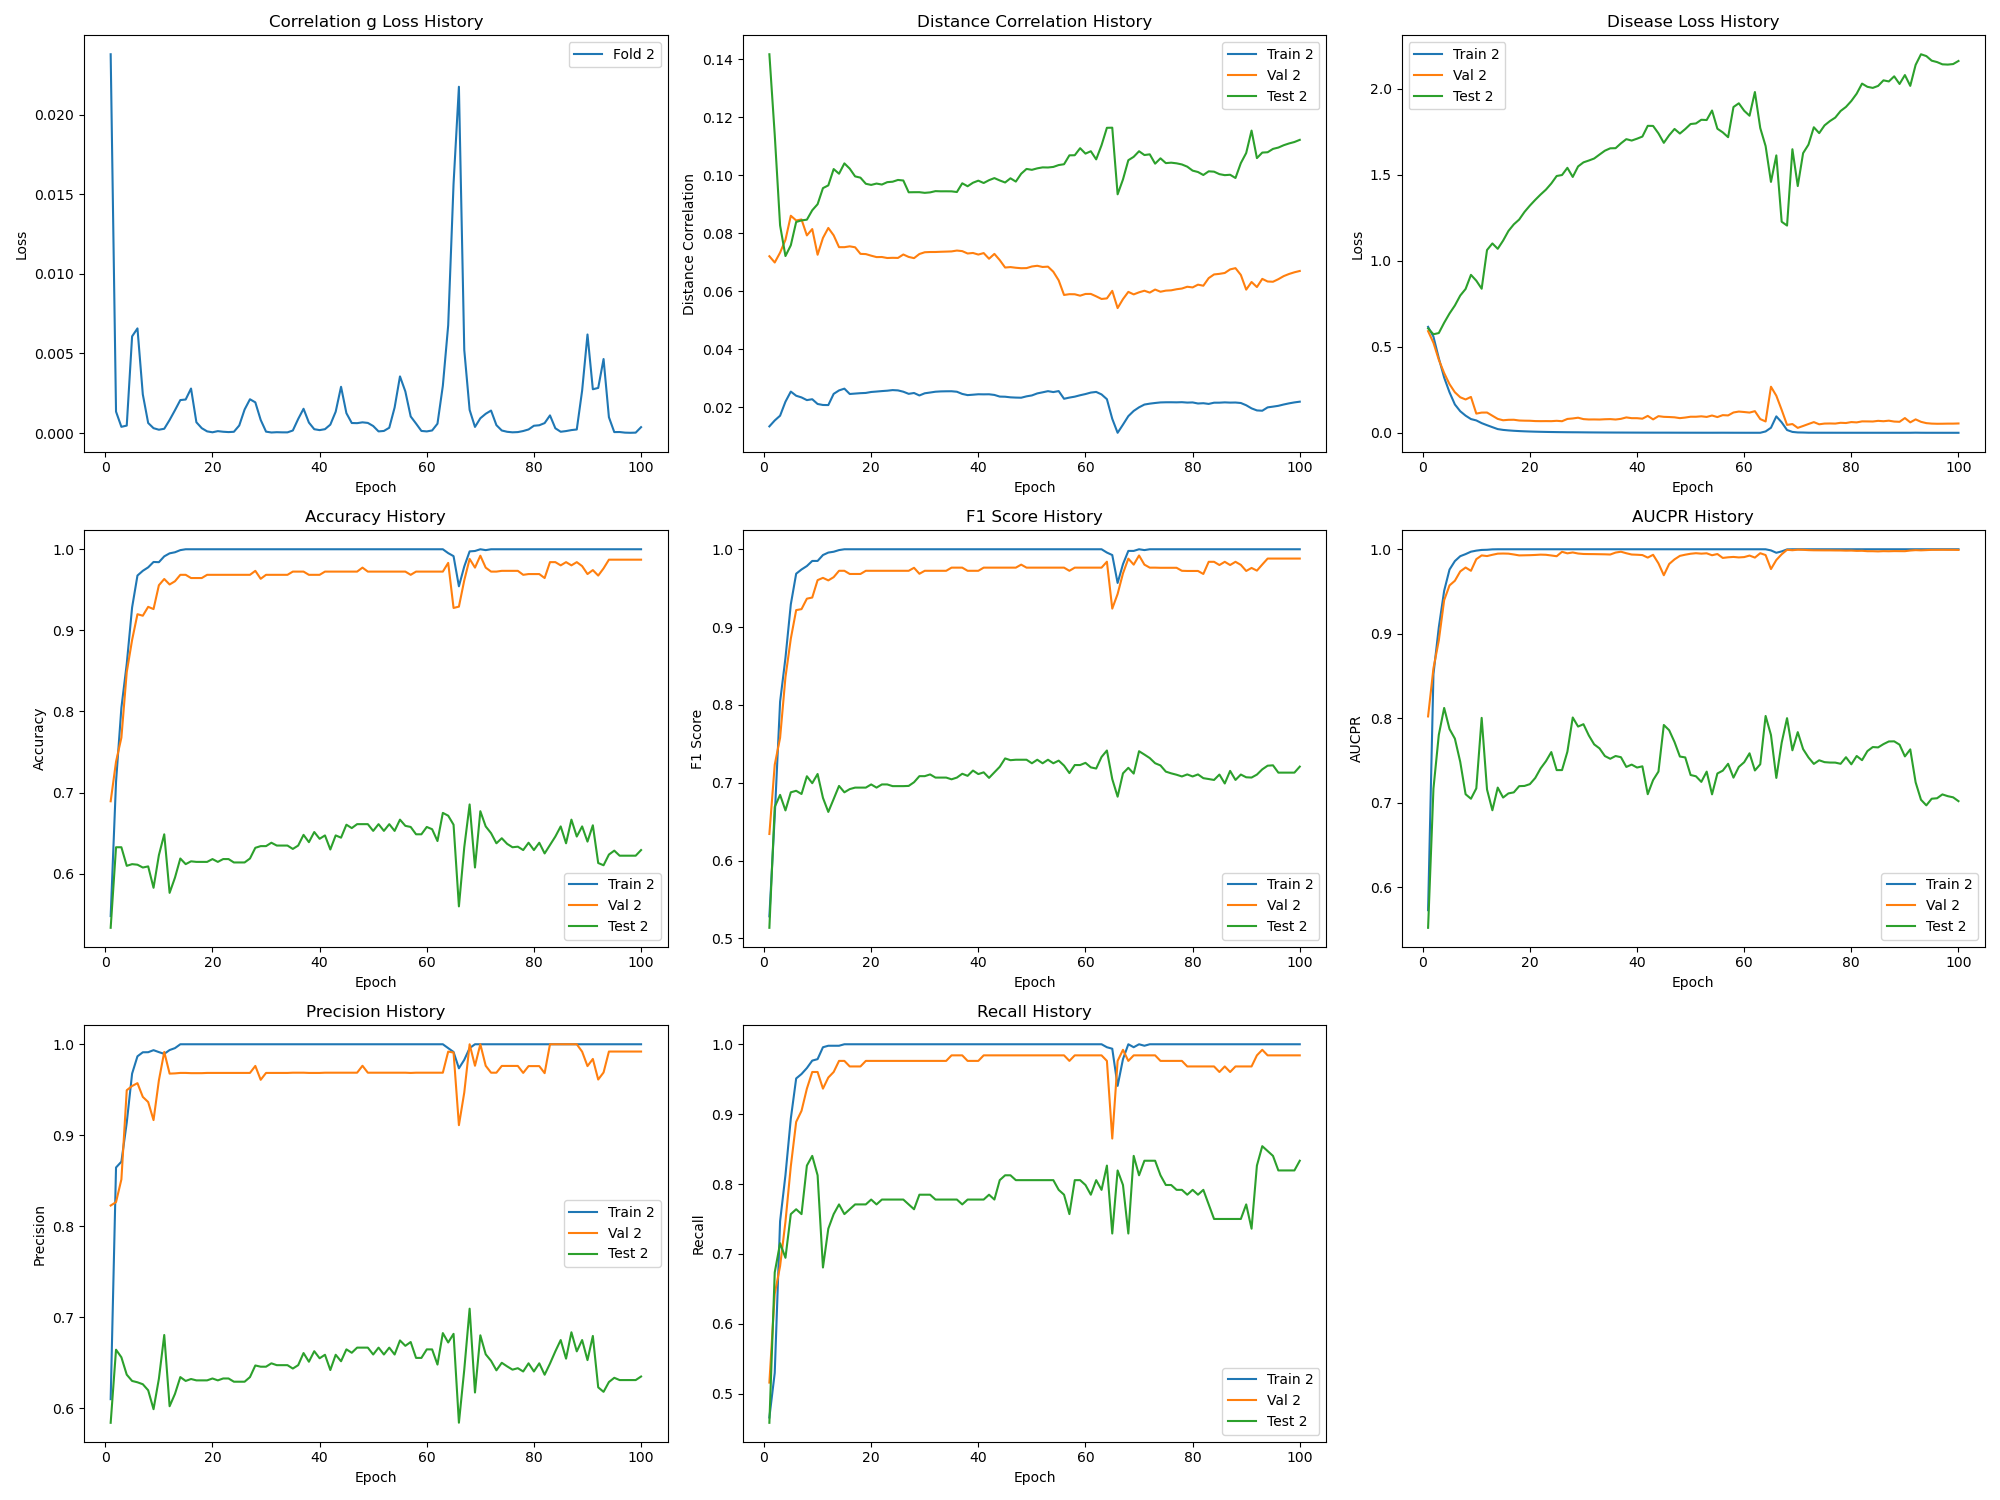 Correlation g Loss History
Fold 2
Loss
0.020
0.015
0.010
0.005
0.000
0 20 40 60 80 100
Epoch
Distance Correlation History
Train 2
Val 2
Test 2
Distance Correlation
0.14
0.12
0.10
0.08
0.06
0.04
0.02
0 20 40 60 80 100
Epoch
Disease Loss History
Train 2
Val 2
Test 2
Loss
2.0
1.5
1.0
0.5
0.0
0 20 40 60 80 100
Epoch
Accuracy History
Accuracy
1.0
0.9
0.8
0.7
0.6
Train 2
Val 2
Test 2
0 20 40 60 80 100
Epoch
F1 Score History
F1 Score
1.0
0.9
0.8
0.7
0.6
0.5
Train 2
Val 2
Test 2
0 20 40 60 80 100
Epoch
AUCPR History
AUCPR
1.0
0.9
0.8
0.7
0.6
Train 2
Val 2
Test 2
0 20 40 60 80 100
Epoch
Precision History
Precision
1.0
0.9
0.8
0.7
0.6
Train 2
Val 2
Test 2
0 20 40 60 80 100
Epoch
Recall History
Recall
1.0
0.9
0.8
0.7
0.6
0.5
Train 2
Val 2
Test 2
0 20 40 60 80 100
Epoch